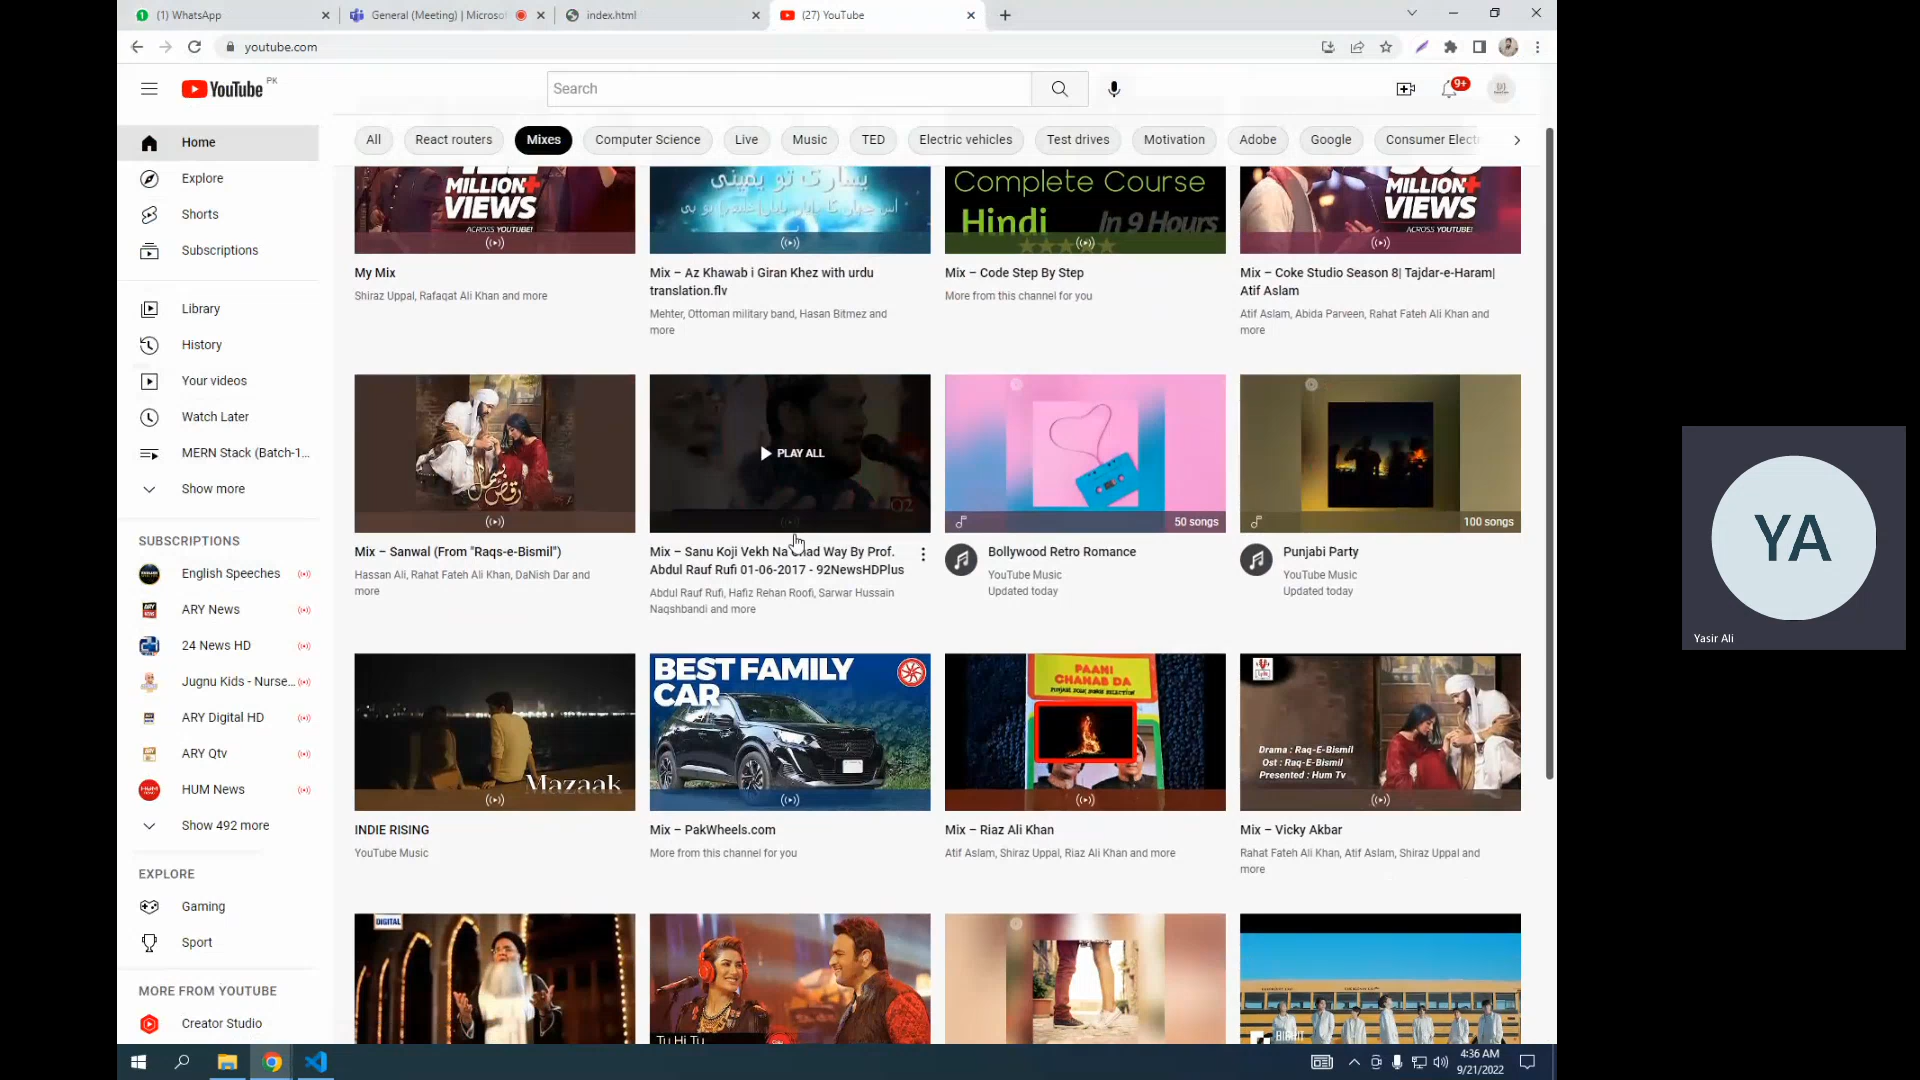 (1) WhatsApp
General (Meeting) | Microsof
index.html
(27) YouTube
youtube.com
YouTube PK
Search
9+
Home
Explore
Shorts
Subscriptions
Library
History
Your videos
Watch Later
MERN Stack (Batch-1...
Show more
SUBSCRIPTIONS
English Speeches
ARY News
24 News HD
Jugnu Kids - Nurse...
ARY Digital HD
ARY Qtv
HUM News
Show 492 more
EXPLORE
Gaming
Sport
MORE FROM YOUTUBE
Creator Studio
All
React routers
Mixes
Computer Science
Live
Music
TED
Electric vehicles
Test drives
Motivation
Adobe
Google
Consumer Elect
MILLION+
VIEWS
ACROSS YOUTUBE!
Complete Course
Hindi In 9 Hours
MILLION+
VIEWS
ACROSS YOUTUBE!
My Mix
Shiraz Uppal, Rafaqat Ali Khan and more
Mix – Az Khawab i Giran Khez with urdu
translation.flv
Mehter, Ottoman military band, Hasan Bitmez and
more
Mix – Code Step By Step
More from this channel for you
Mix – Coke Studio Season 8| Tajdar-e-Haram|
Atif Aslam
Atif Aslam, Abida Parveen, Rahat Fateh Ali Khan and
more
PLAY ALL
50 songs
100 songs
Mix – Sanwal (From "Raqs-e-Bismil")
Hassan Ali, Rahat Fateh Ali Khan, DaNish Dar and
more
Mix – Sanu Koji Vekh Na Chad Way By Prof.
Abdul Rauf Rufi 01-06-2017 - 92NewsHDPlus
Abdul Rauf Rufi, Hafiz Rehan Roofi, Sarwar Hussain
Naqshbandi and more
Bollywood Retro Romance
YouTube Music
Updated today
Punjabi Party
YouTube Music
Updated today
Mazaak
BEST FAMILY
CAR
PAANI
CHANAB DA
Drama : Raq-E-Bismil
Ost : Raq-E-Bismil
Presented : Hum Tv
INDIE RISING
YouTube Music
Mix – PakWheels.com
More from this channel for you
Mix – Riaz Ali Khan
Atif Aslam, Shiraz Uppal, Riaz Ali Khan and more
Mix – Vicky Akbar
Rahat Fateh Ali Khan, Atif Aslam, Shiraz Uppal and
more
DIGITAL
Tu Hi Tu
YA
Yasir Ali
4:36 AM
9/21/2022